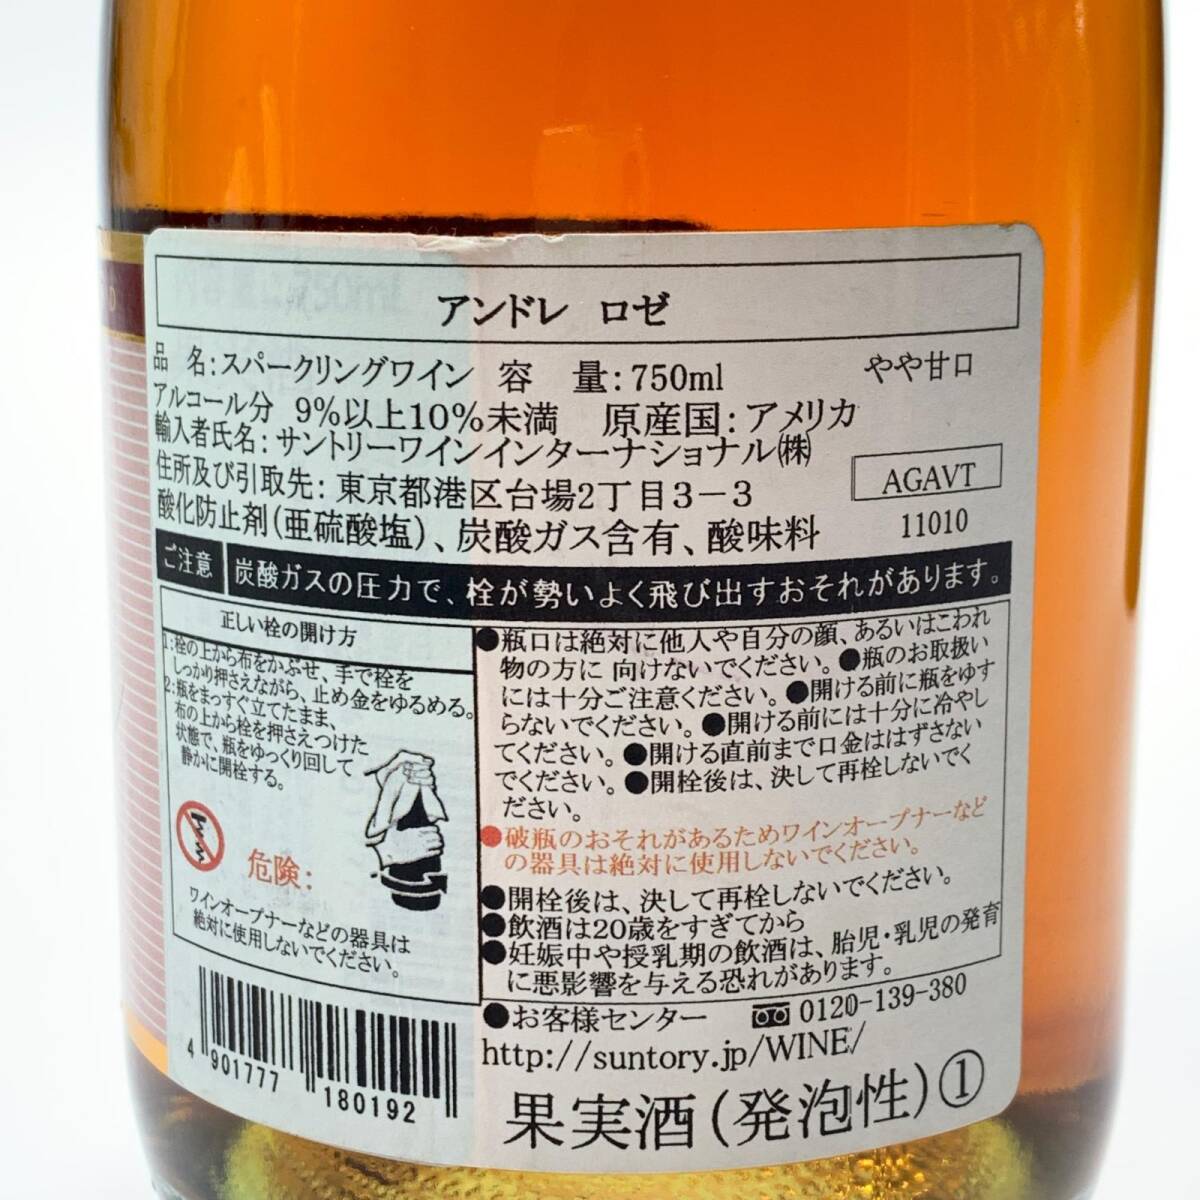 アンドレ ロゼ
品 名:スパークリングワイン 容 量:750ml やや甘口
アルコール分 9%以上10%未満 原産国:アメリカ
輸入者氏名:サントリーワインインターナショナル㈱
住所及び引取先:東京都港区台場2丁目3-3
AGAVT
酸化防止剤(亜硫酸塩)、炭酸ガス含有、酸味料
11010
ご注意 炭酸ガスの圧力で、栓が勢いよく飛び出すおそれがあります。
正しい栓の開け方
1:栓の上から布をかぶせ、手で栓を
しっかり押さえながら、止め金をゆるめる。
2:瓶をまっすぐ立てたまま、
布の上から栓を押さえつけた
状態で、瓶をゆっくり回して
静かに開栓する。
危険:
ワインオープナーなどの器具は
絶対に使用しないでください。
●瓶口は絶対に他人や自分の顔、あるいはこわれ
物の方に 向けないでください。●瓶のお取扱い
には十分ご注意ください。●開ける前に瓶をゆす
らないでください。●開ける前には十分に冷やし
てください。●開ける直前まで口金ははずさない
でください。●開栓後は、決して再栓しないでく
ださい。
●破瓶のおそれがあるためワインオープナーなど
の器具は絶対に使用しないでください。
●開栓後は、決して再栓しないでください。
●飲酒は20歳をすぎてから
●妊娠中や授乳期の飲酒は、胎児・乳児の発育
に悪影響を与える恐れがあります。
●お客様センター 0120-139-380
http://suntory.jp/WINE/
4 901777 180192
果実酒(発泡性)①